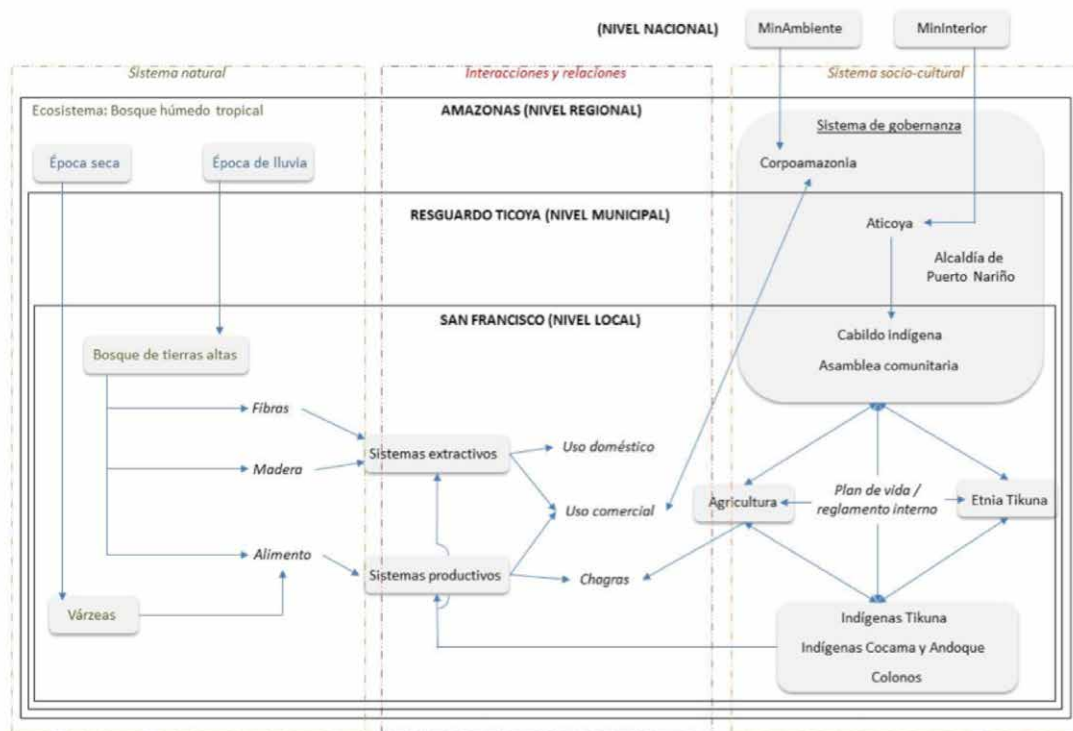 (NIVEL NACIONAL)
MinAmbiente
MinInterior
Sistema natural
Interacciones y relaciones
Sistema socio-cultural
Ecosistema: Bosque húmedo tropical
AMAZONAS (NIVEL REGIONAL)
Sistema de gobernanza
Época seca
Época de lluvia
Corpoamazonia
RESGUARDO TICOYA (NIVEL MUNICIPAL)
Aticoya
Alcaldía de
Puerto Nariño
SAN FRANCISCO (NIVEL LOCAL)
Cabildo indígena
Asamblea comunitaria
Bosque de tierras altas
Fibras
Madera
Alimento
Várzeas
Sistemas extractivos
Sistemas productivos
Uso doméstico
Uso comercial
Chagras
Agricultura
Plan de vida /
reglamento interno
Etnia Tikuna
Indígenas Tikuna
Indígenas Cocama y Andoque
Colonos